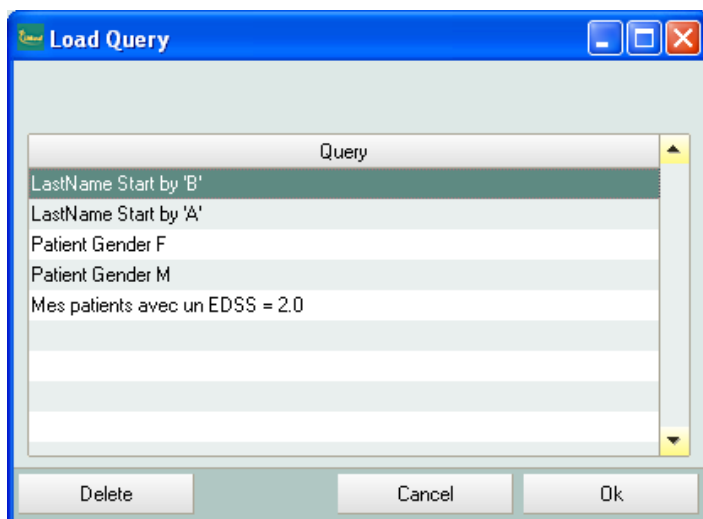 Load Query
Query
LastName Start by 'B'
LastName Start by 'A'
Patient Gender F
Patient Gender M
Mes patients avec un EDSS = 2.0
Delete Cancel Ok